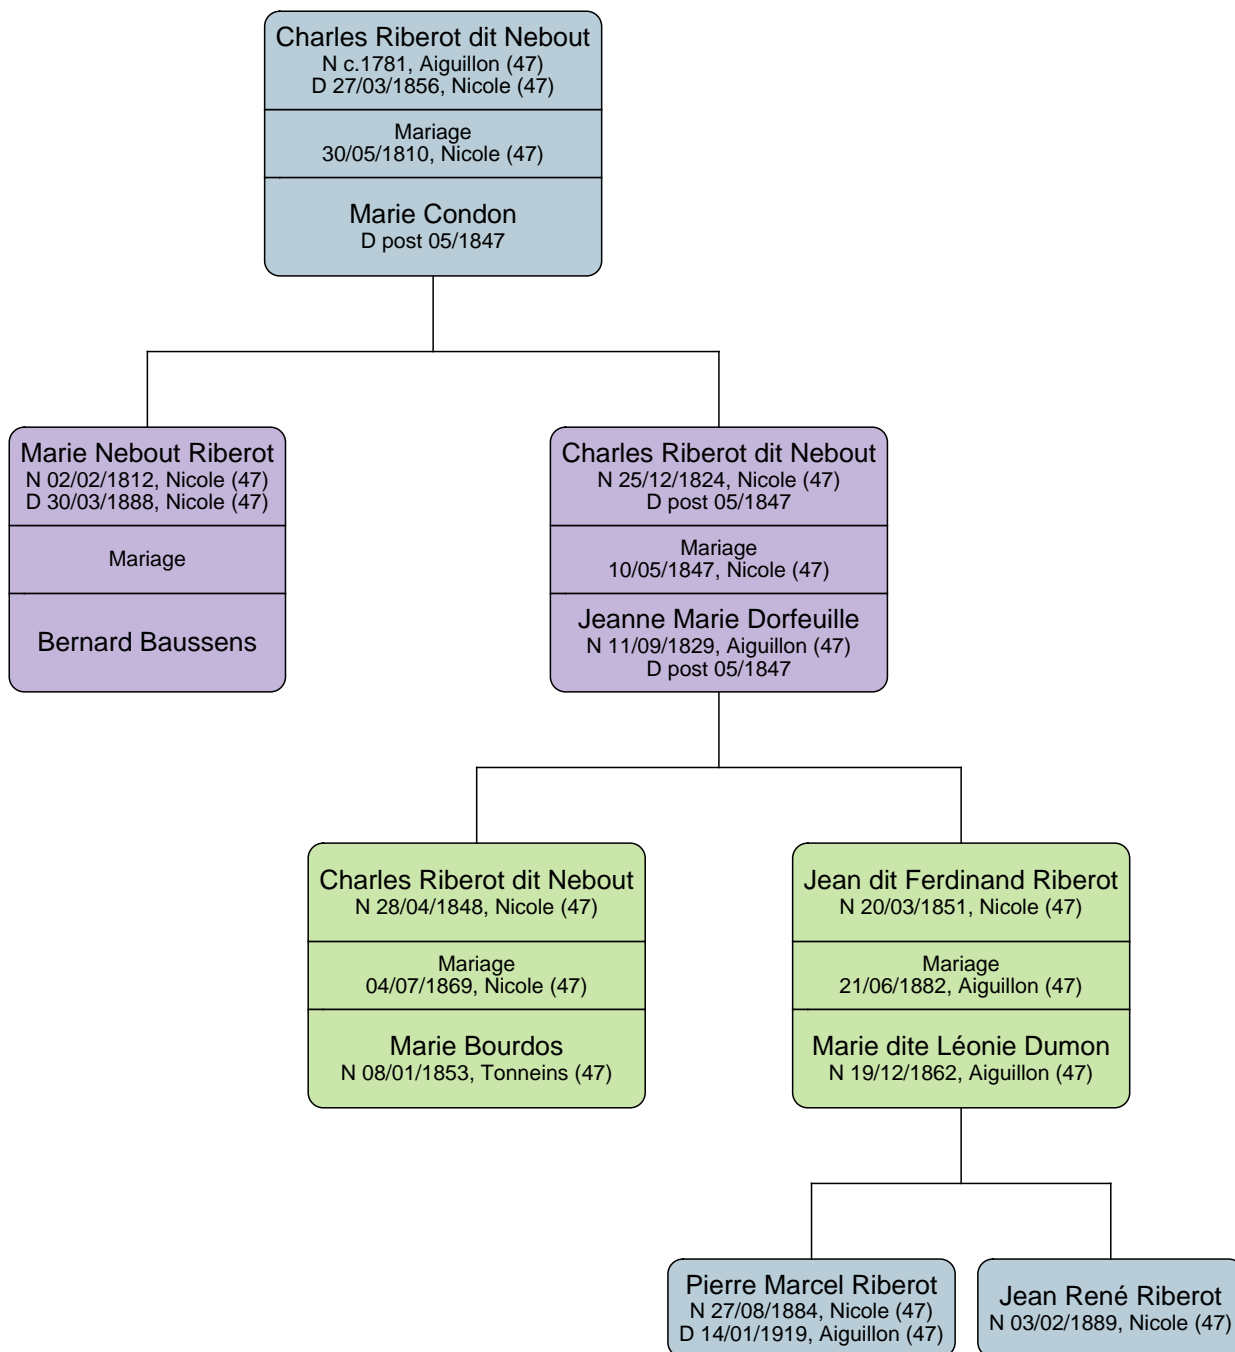 Charles Riberot dit Nebout
N c.1781, Aiguillon (47)
D 27/03/1856, Nicole (47)
Mariage
30/05/1810, Nicole (47)
Marie Condon
D post 05/1847
Marie Nebout Riberot
N 02/02/1812, Nicole (47)
D 30/03/1888, Nicole (47)
Mariage
Bernard Baussens
Charles Riberot dit Nebout
N 25/12/1824, Nicole (47)
D post 05/1847
Mariage
10/05/1847, Nicole (47)
Jeanne Marie Dorfeuille
N 11/09/1829, Aiguillon (47)
D post 05/1847
Charles Riberot dit Nebout
N 28/04/1848, Nicole (47)
Mariage
04/07/1869, Nicole (47)
Marie Bourdos
N 08/01/1853, Tonneins (47)
Jean dit Ferdinand Riberot
N 20/03/1851, Nicole (47)
Mariage
21/06/1882, Aiguillon (47)
Marie dite Léonie Dumon
N 19/12/1862, Aiguillon (47)
Pierre Marcel Riberot
N 27/08/1884, Nicole (47)
D 14/01/1919, Aiguillon (47)
Jean René Riberot
N 03/02/1889, Nicole (47)